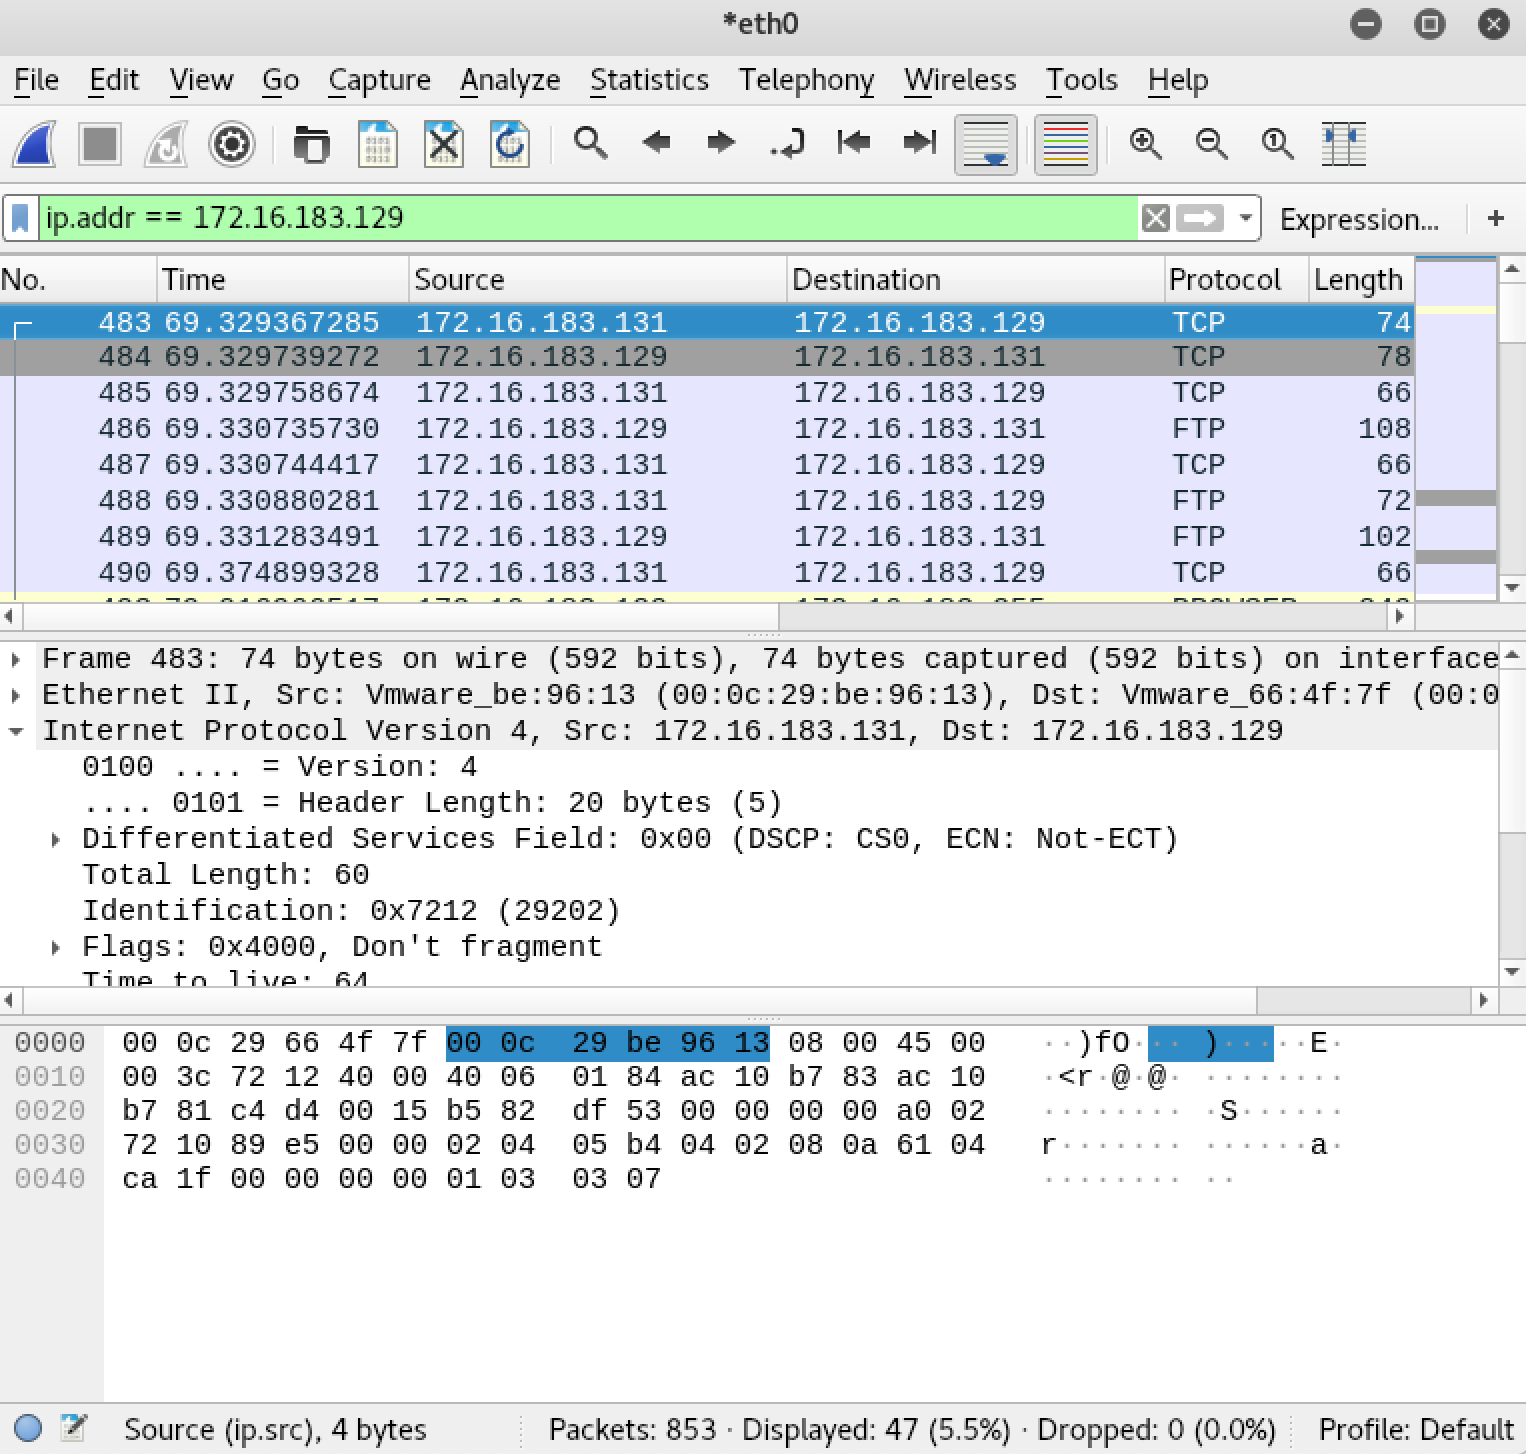 *eth0
File Edit View Go Capture Analyze Statistics Telephony Wireless Tools Help
ip.addr == 172.16.183.129 Expression... +
No. Time Source Destination Protocol Length
483 69.329367285 172.16.183.131 172.16.183.129 TCP 74
484 69.329739272 172.16.183.129 172.16.183.131 TCP 78
485 69.329758674 172.16.183.131 172.16.183.129 TCP 66
486 69.330735730 172.16.183.129 172.16.183.131 FTP 108
487 69.330744417 172.16.183.131 172.16.183.129 TCP 66
488 69.330880281 172.16.183.131 172.16.183.129 FTP 72
489 69.331283491 172.16.183.129 172.16.183.131 FTP 102
490 69.374899328 172.16.183.131 172.16.183.129 TCP 66
Frame 483: 74 bytes on wire (592 bits), 74 bytes captured (592 bits) on interface
Ethernet II, Src: Vmware_be:96:13 (00:0c:29:be:96:13), Dst: Vmware_66:4f:7f (00:0
Internet Protocol Version 4, Src: 172.16.183.131, Dst: 172.16.183.129
0100 .... = Version: 4
.... 0101 = Header Length: 20 bytes (5)
Differentiated Services Field: 0x00 (DSCP: CS0, ECN: Not-ECT)
Total Length: 60
Identification: 0x7212 (29202)
Flags: 0x4000, Don't fragment
Time to live: 64
0000 00 0c 29 66 4f 7f 00 0c 29 be 96 13 08 00 45 00 ··)fO··· )·····E·
0010 00 3c 72 12 40 00 40 06 01 84 ac 10 b7 83 ac 10 ·<r·@·@· ········
0020 b7 81 c4 d4 00 15 b5 82 df 53 00 00 00 00 a0 02 ········ ·S······
0030 72 10 89 e5 00 00 02 04 05 b4 04 02 08 0a 61 04 r······· ······a·
0040 ca 1f 00 00 00 00 01 03 03 07 ········ ··
Source (ip.src), 4 bytes Packets: 853 · Displayed: 47 (5.5%) · Dropped: 0 (0.0%) Profile: Default